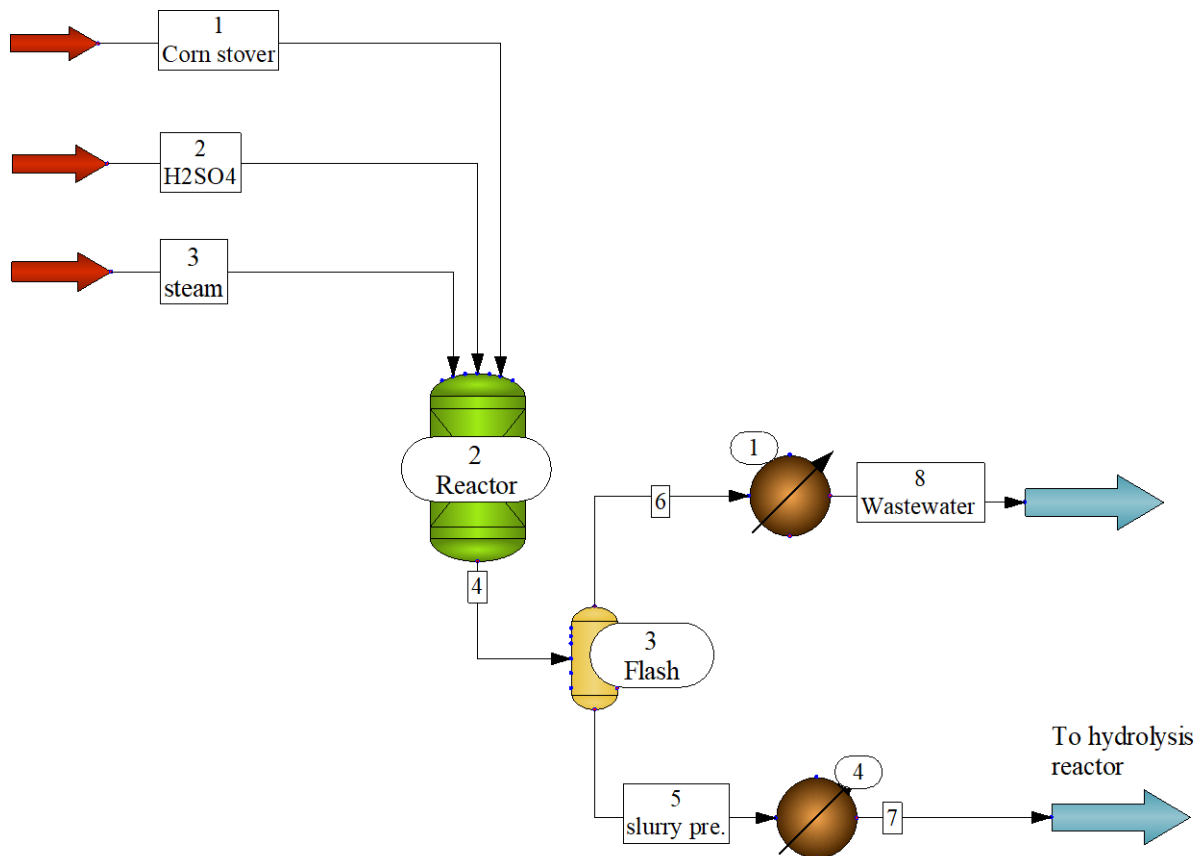 1
Corn stover
2
H2SO4
3
steam
2
Reactor
4
3
Flash
6
1
8
Wastewater
5
slurry pre.
4
7
To hydrolysis
reactor